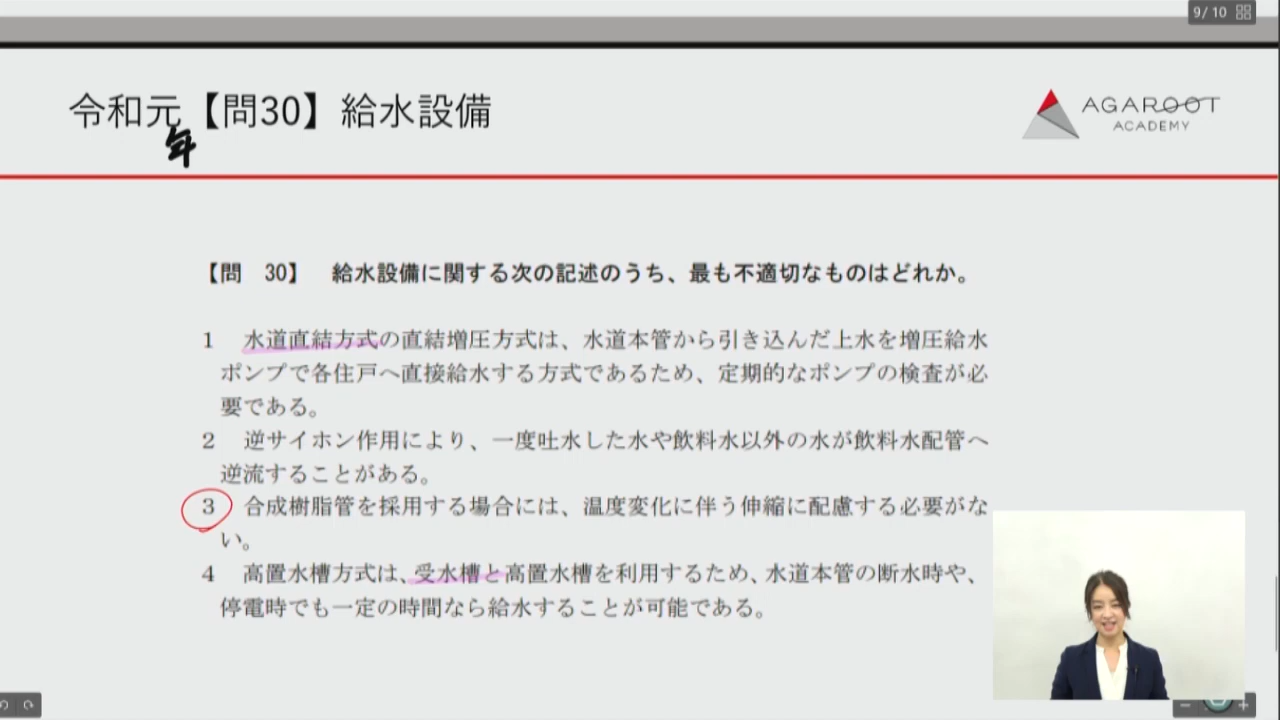 9/ 10
令和元【問30】給水設備
年
AGAROOT
ACADEMY
【問　30】　給水設備に関する次の記述のうち、最も不適切なものはどれか。
1　水道直結方式の直結増圧方式は、水道本管から引き込んだ上水を増圧給水
ポンプで各住戸へ直接給水する方式であるため、定期的なポンプの検査が必
要である。
2　逆サイホン作用により、一度吐水した水や飲料水以外の水が飲料水配管へ
逆流することがある。
3　合成樹脂管を採用する場合には、温度変化に伴う伸縮に配慮する必要がな
い。
4　高置水槽方式は、受水槽と高置水槽を利用するため、水道本管の断水時や、
停電時でも一定の時間なら給水することが可能である。